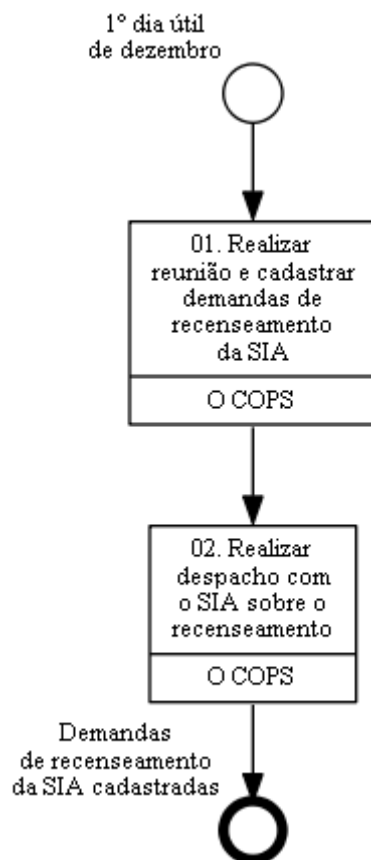 1° dia útil
de dezembro
01. Realizar
reunião e cadastrar
demandas de
recenseamento
da SIA
O COPS
02. Realizar
despacho com
o SIA sobre o
recenseamento
O COPS
Demandas
de recenseamento
da SIA cadastradas